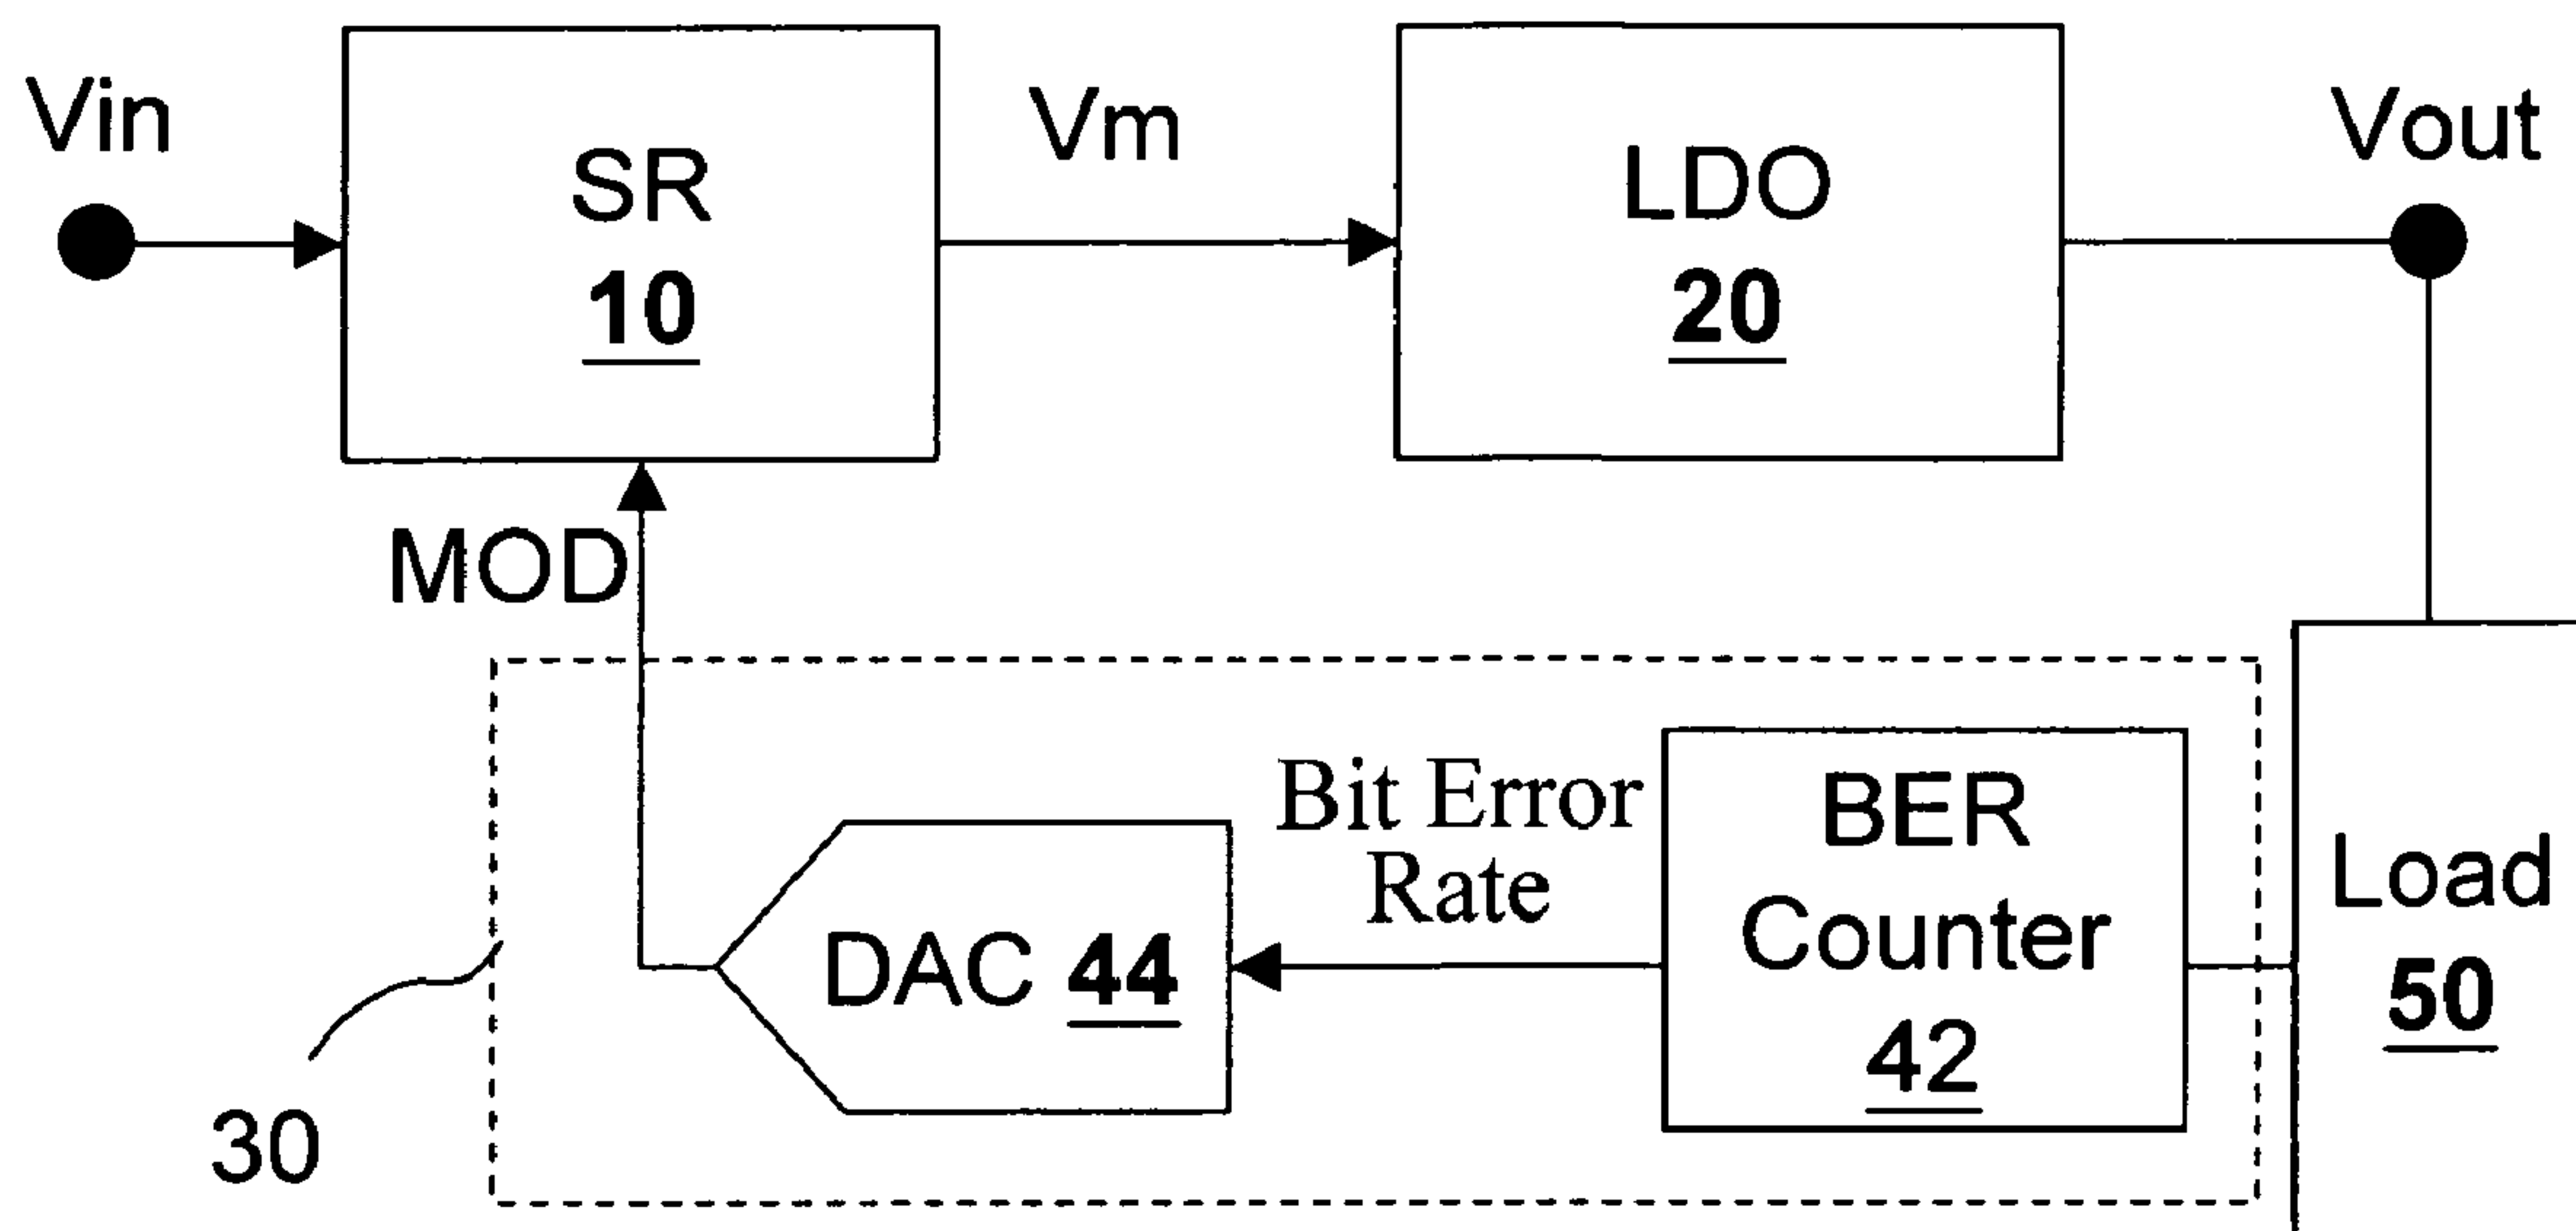 Vin
SR
10
Vm
LDO
20
Vout
MOD
Bit Error
Rate
BER
Counter
42
DAC 44
Load
50
30